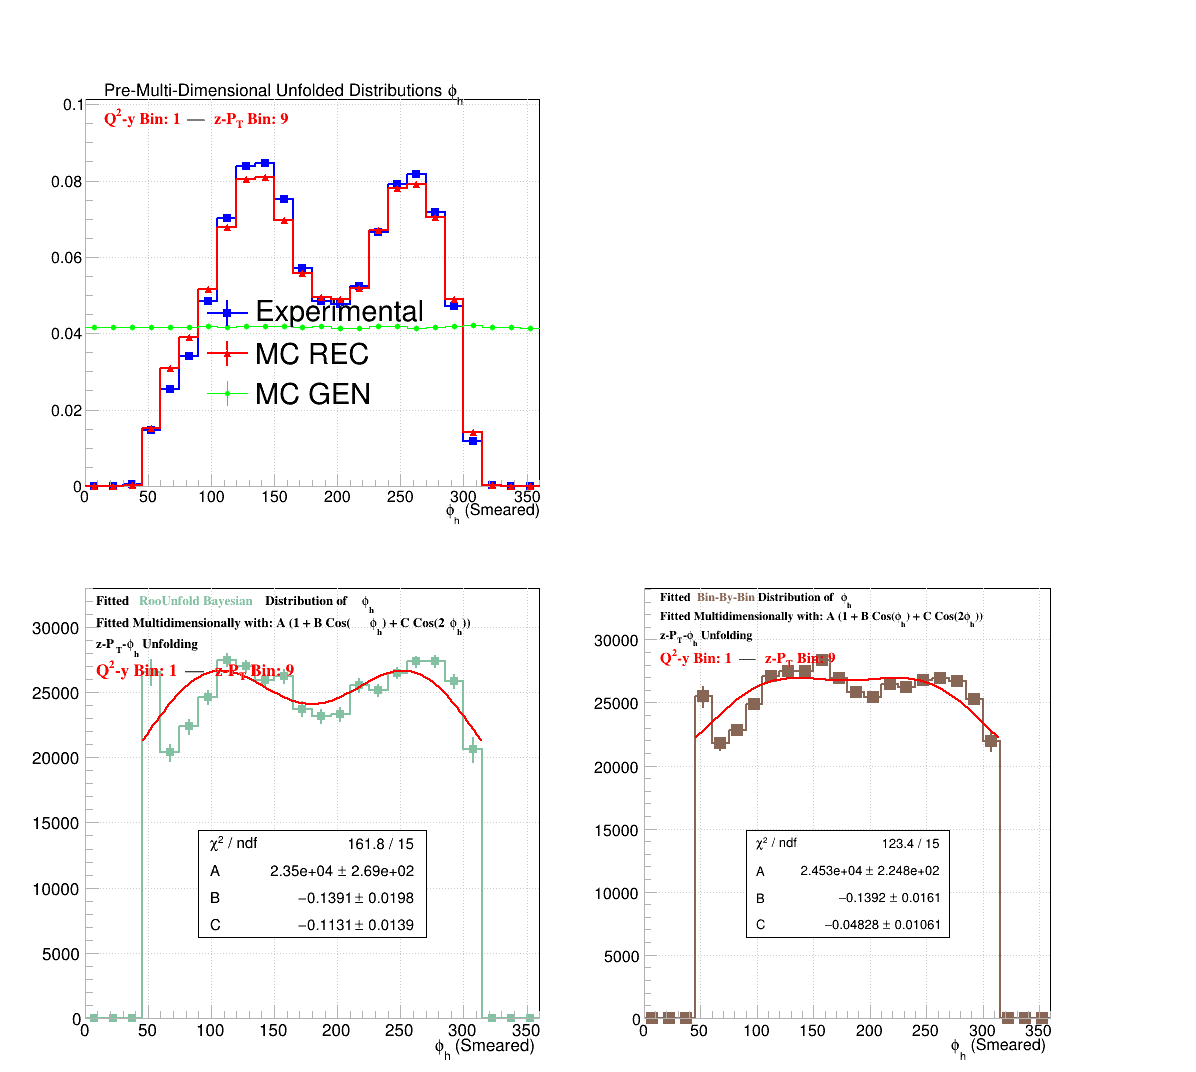 Pre-Multi-Dimensional Unfolded Distributions ϕh
Q2-y Bin: 1 — z-PT Bin: 9
0.1
0.08
0.06
0.04
0.02
0
Experimental
MC REC
MC GEN
0 50 100 150 200 250 300 350
ϕh (Smeared)
Fitted RooUnfold Bayesian Distribution of ϕh
Fitted Multidimensionally with: A (1 + B Cos( ϕh) + C Cos(2 ϕh))
z-PT-ϕh Unfolding
Q2-y Bin: 1 — z-PT Bin: 9
30000
25000
20000
15000
10000
5000
0
χ2 / ndf 161.8 / 15
A 2.35e+04 ± 2.69e+02
B −0.1391 ± 0.0198
C −0.1131 ± 0.0139
0 50 100 150 200 250 300 350
ϕh (Smeared)
Fitted Bin-By-Bin Distribution of ϕh
Fitted Multidimensionally with: A (1 + B Cos(ϕh) + C Cos(2ϕh))
z-PT-ϕh Unfolding
Q2-y Bin: 1 — z-PT Bin: 9
30000
25000
20000
15000
10000
5000
0
χ2 / ndf 123.4 / 15
A 2.453e+04 ± 2.248e+02
B −0.1392 ± 0.0161
C −0.04828 ± 0.01061
0 50 100 150 200 250 300 350
ϕh (Smeared)